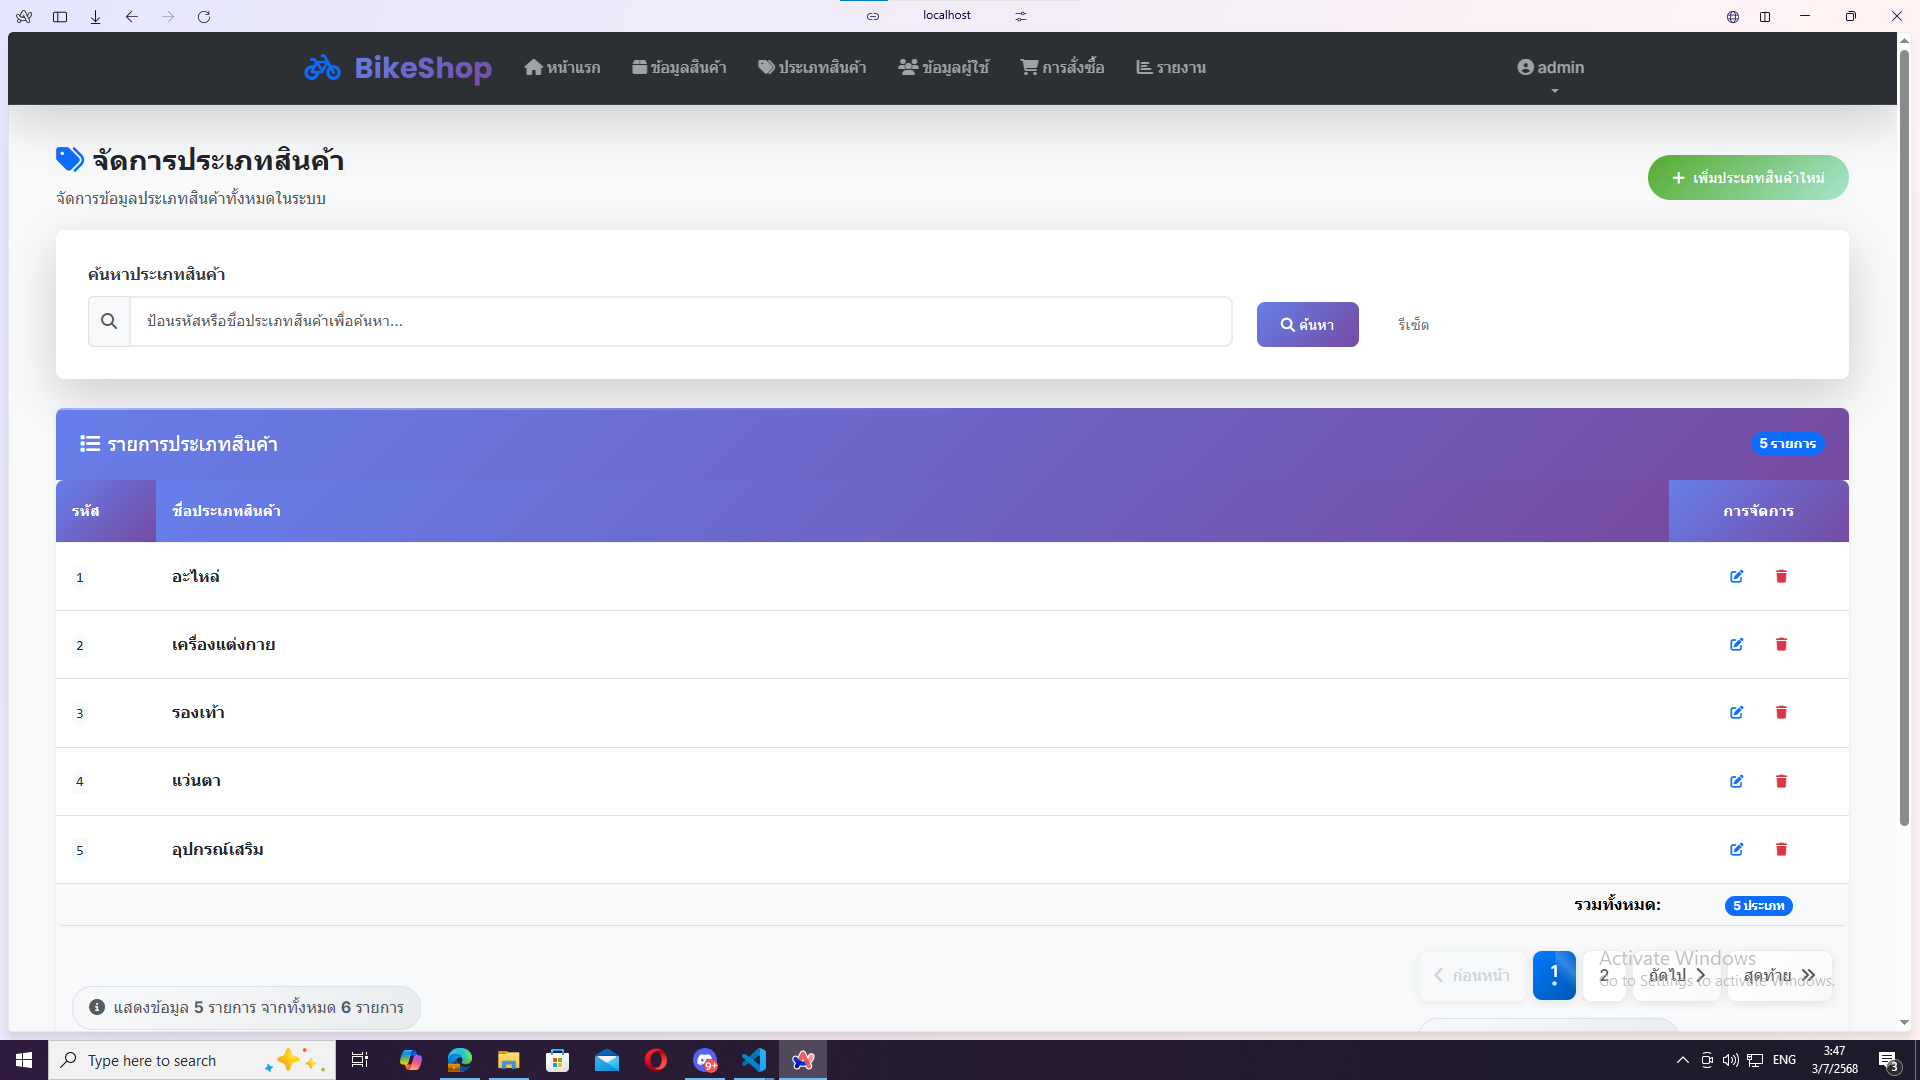 localhost
BikeShop
หน้าแรก
ข้อมูลสินค้า
ประเภทสินค้า
ข้อมูลผู้ใช้
การสั่งซื้อ
รายงาน
admin
จัดการประเภทสินค้า
จัดการข้อมูลประเภทสินค้าทั้งหมดในระบบ
เพิ่มประเภทสินค้าใหม่
ค้นหาประเภทสินค้า
ป้อนรหัสหรือชื่อประเภทสินค้าเพื่อค้นหา...
ค้นหา
รีเซ็ต
รายการประเภทสินค้า
5 รายการ
รหัส ชื่อประเภทสินค้า การจัดการ
1 อะไหล่
2 เครื่องแต่งกาย
3 รองเท้า
4 แว่นตา
5 อุปกรณ์เสริม
รวมทั้งหมด: 5 ประเภท
ก่อนหน้า 1 2 ถัดไป สุดท้าย
Activate Windows
Go to Settings to activate Windows.
แสดงข้อมูล 5 รายการ จากทั้งหมด 6 รายการ
Type here to search
9+
ENG
3:47
3/7/2568
3